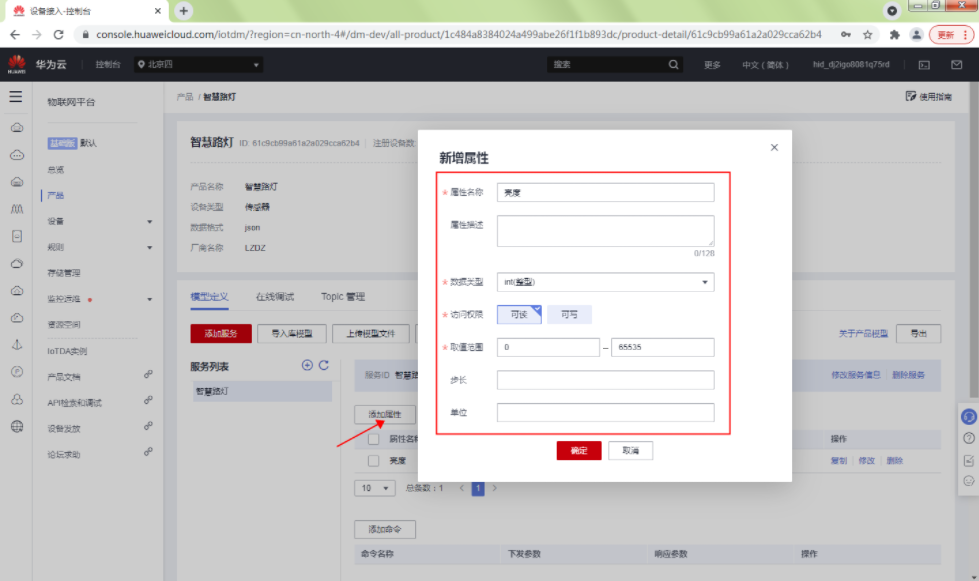 设备接入-控制台
console.huaweicloud.com/iotdm/?region=cn-north-4#/dm-dev/all-product/1c484a8384024a499abe26f1f1b893dc/product-detail/61c9cb99a61a2a029cca62b4
更新
HUAWEI
华为云
控制台
北京四
搜索
更多
中文（简体）
hid_dj2igo8081q75rd
物联网平台
产品 / 智慧路灯
使用指南
基础版 默认
总览
产品
设备
规则
存储管理
监控运维
资源空间
IoTDA实例
产品文档
API检索和调试
设备发放
论坛求助
智慧路灯 ID: 61c9cb99a61a2a029cca62b4 注册设备数
产品名称 智慧路灯
设备类型 传感器
数据格式 json
厂商名称 LZDZ
模型定义 在线调试 Topic 管理
添加服务 导入库模型 上传模型文件
关于产品模型 导出
服务列表
智慧路灯
服务ID 智慧路
修改服务信息 删除服务
添加属性
属性名称
操作
亮度
复制 修改 删除
10 总条数：1 < 1 >
添加命令
命令名称 下发参数 响应参数 操作
新增属性
* 属性名称 亮度
属性描述
0/128
* 数据类型 int(整型)
* 访问权限 可读 可写
* 取值范围 0 – 65535
步长
单位
确定 取消